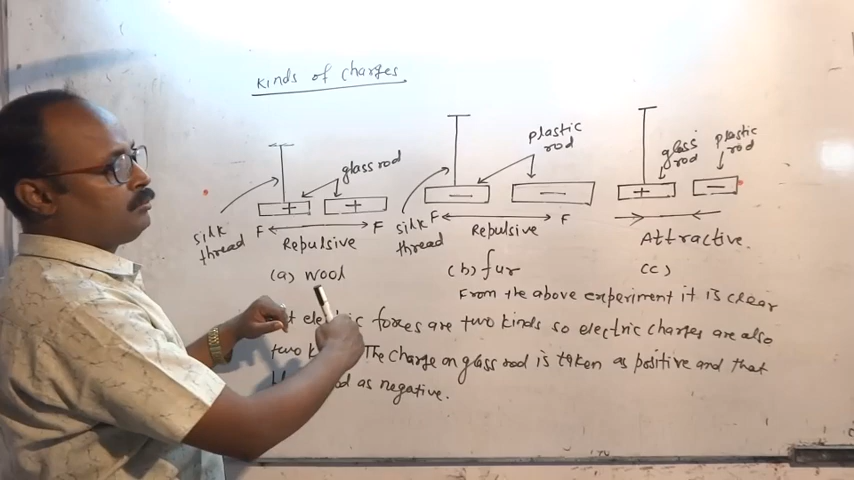 Kinds of charges
glass rod
+ +
silk thread
F F
Repulsive
(a) wool
plastic rod
— —
silk thread
F F
Repulsive
(b) fur
glass rod
plastic rod
+ —
Attractive.
(c)
From the above experiment it is clear
electric forces are two kinds so electric charges are also
two The charge on glass rod is taken as positive and that
as negative.